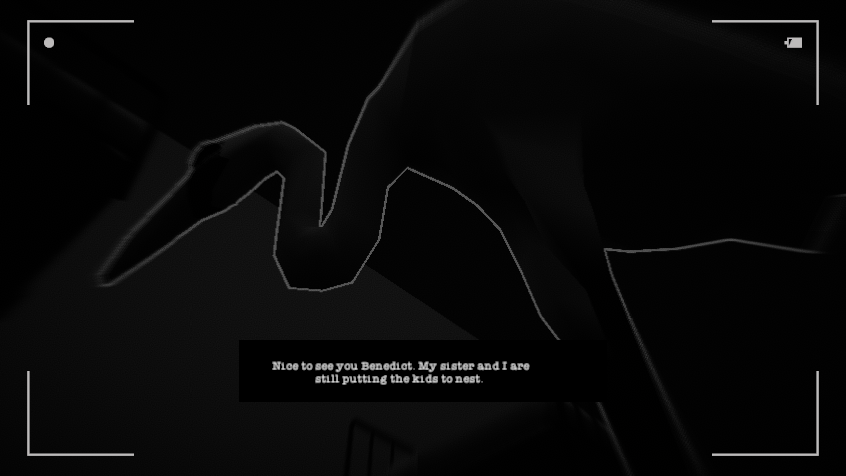 Nice to see you Benedict. My sister and I are
still putting the kids to nest.